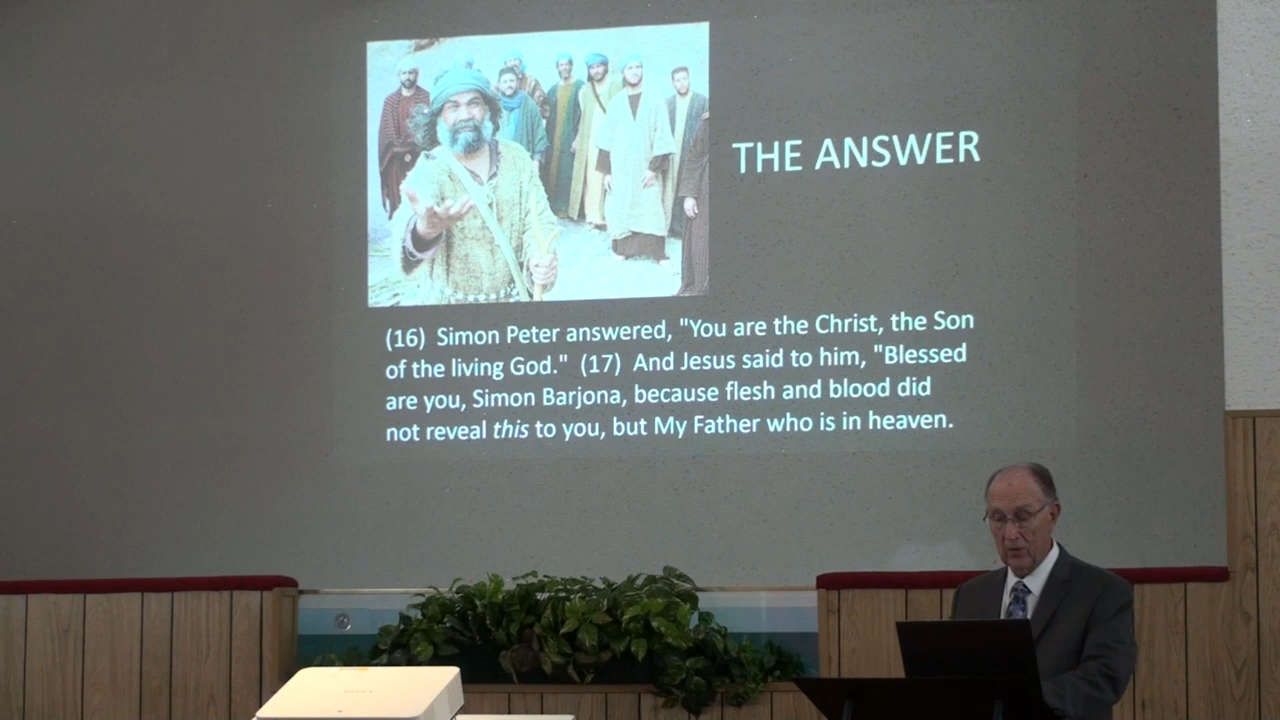 THE ANSWER
(16) Simon Peter answered, "You are the Christ, the Son
of the living God." (17) And Jesus said to him, "Blessed
are you, Simon Barjona, because flesh and blood did
not reveal this to you, but My Father who is in heaven.